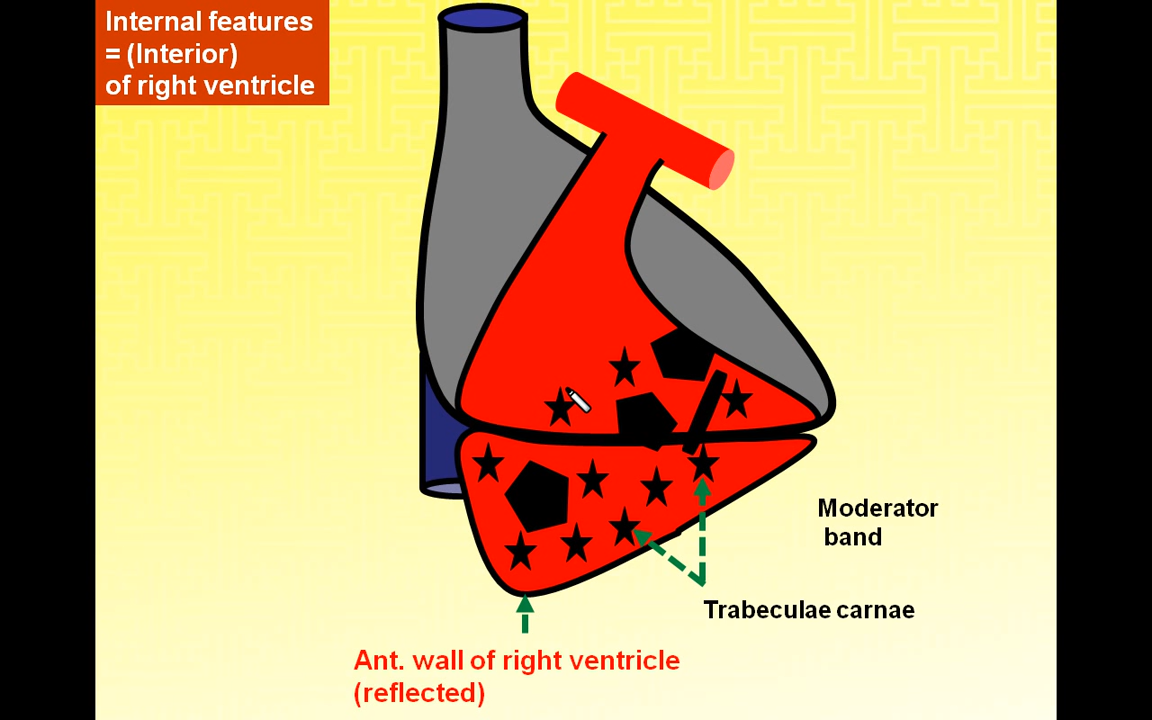 Internal features
= (Interior)
of right ventricle
Moderator
band
Trabeculae carnae
Ant. wall of right ventricle
(reflected)